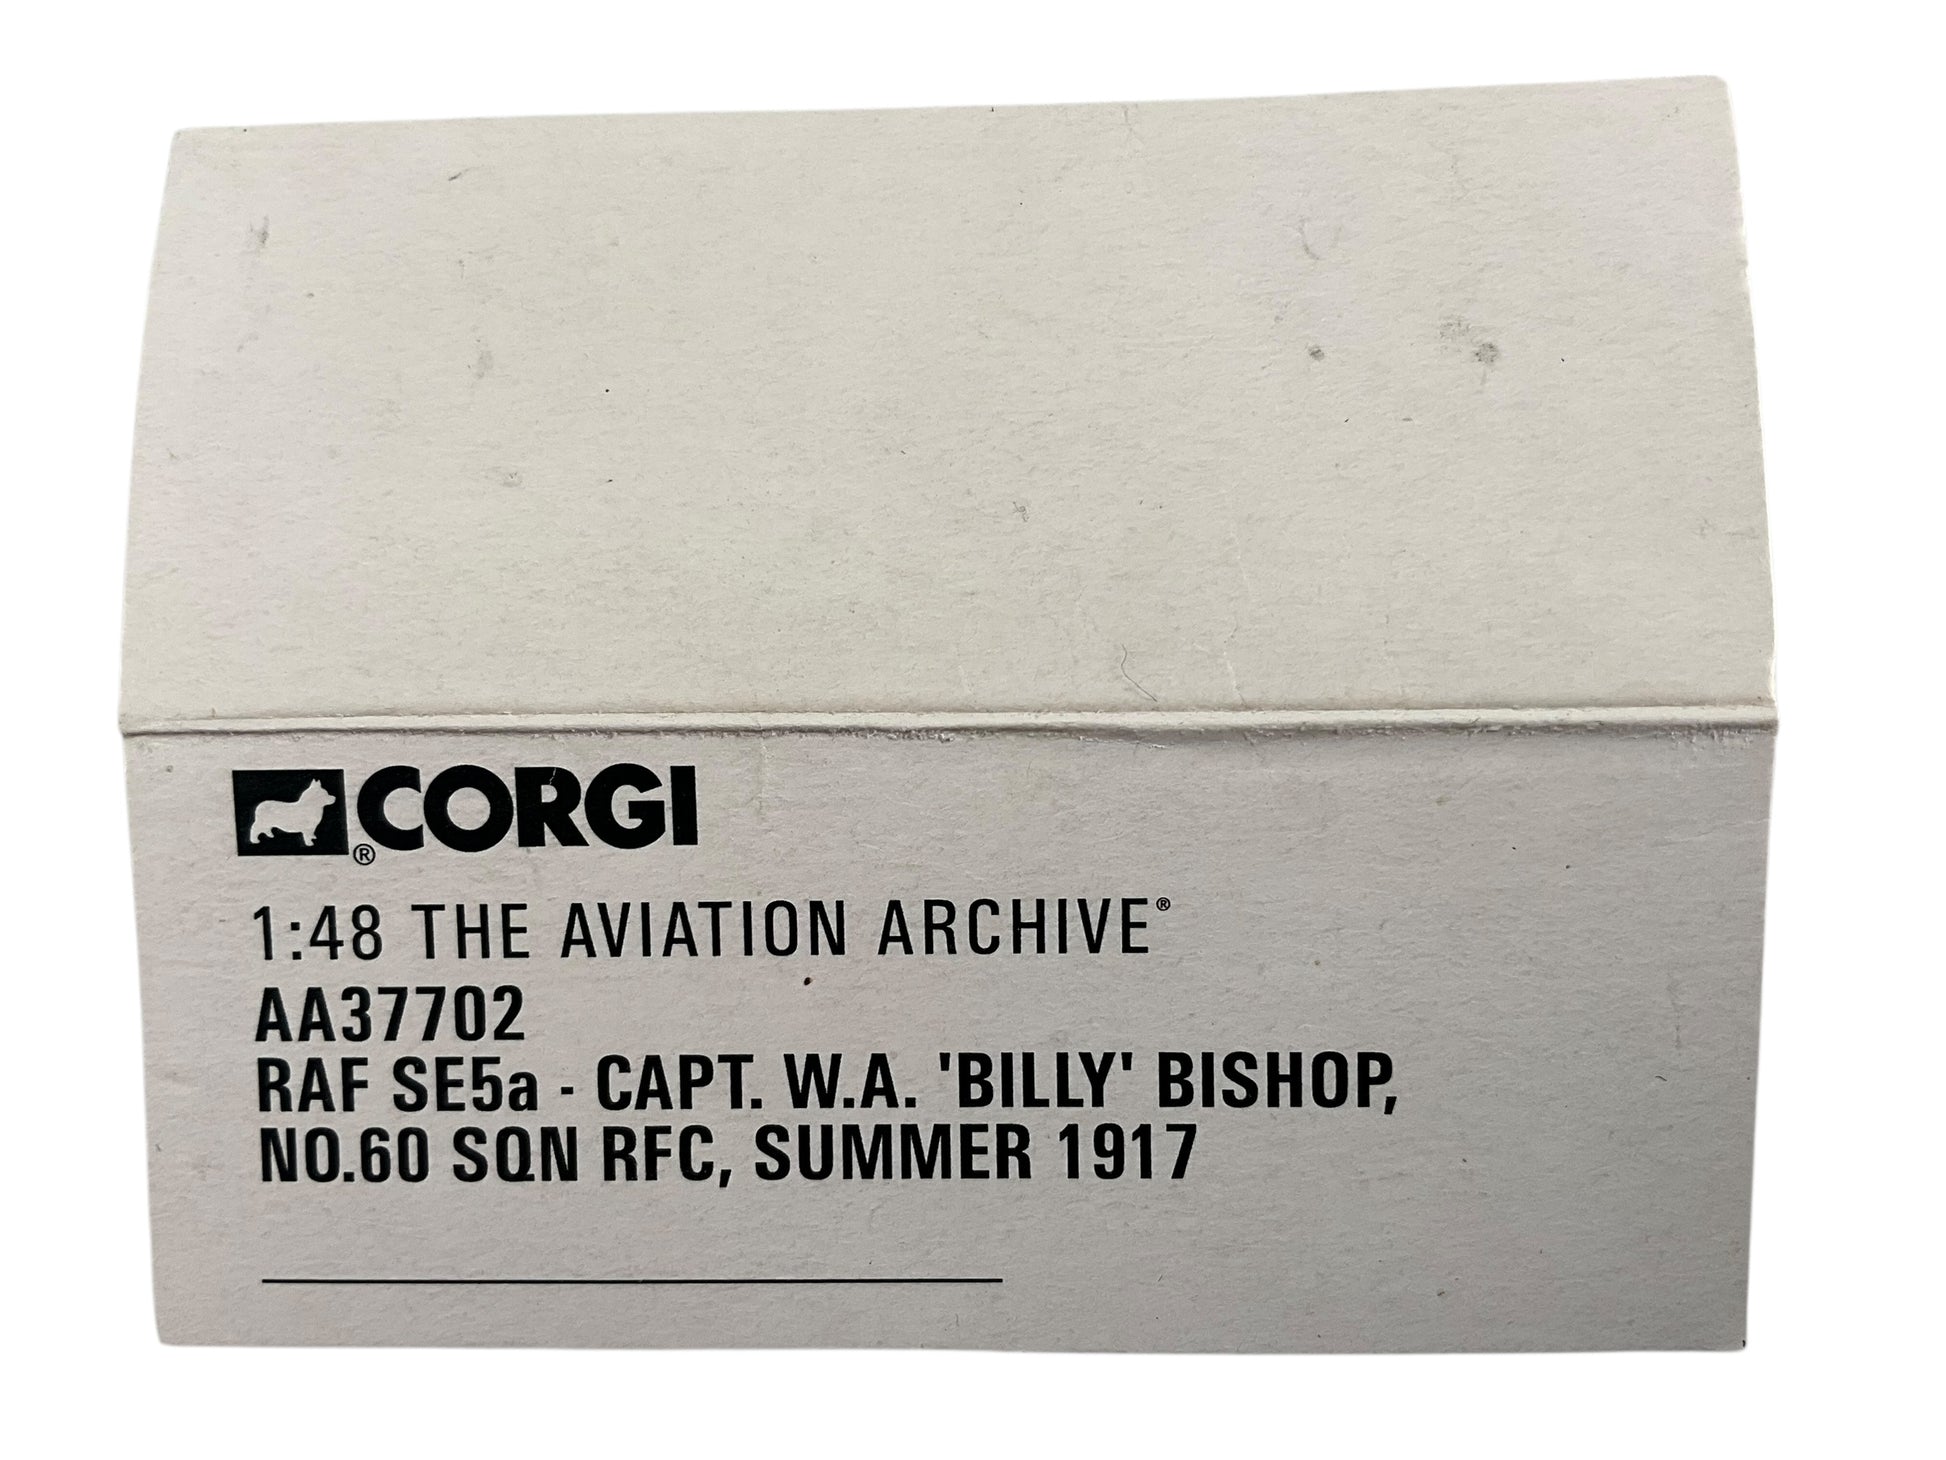 CORGI®
1:48 THE AVIATION ARCHIVE®
AA37702
RAF SE5a - CAPT. W.A. 'BILLY' BISHOP,
NO.60 SQN RFC, SUMMER 1917